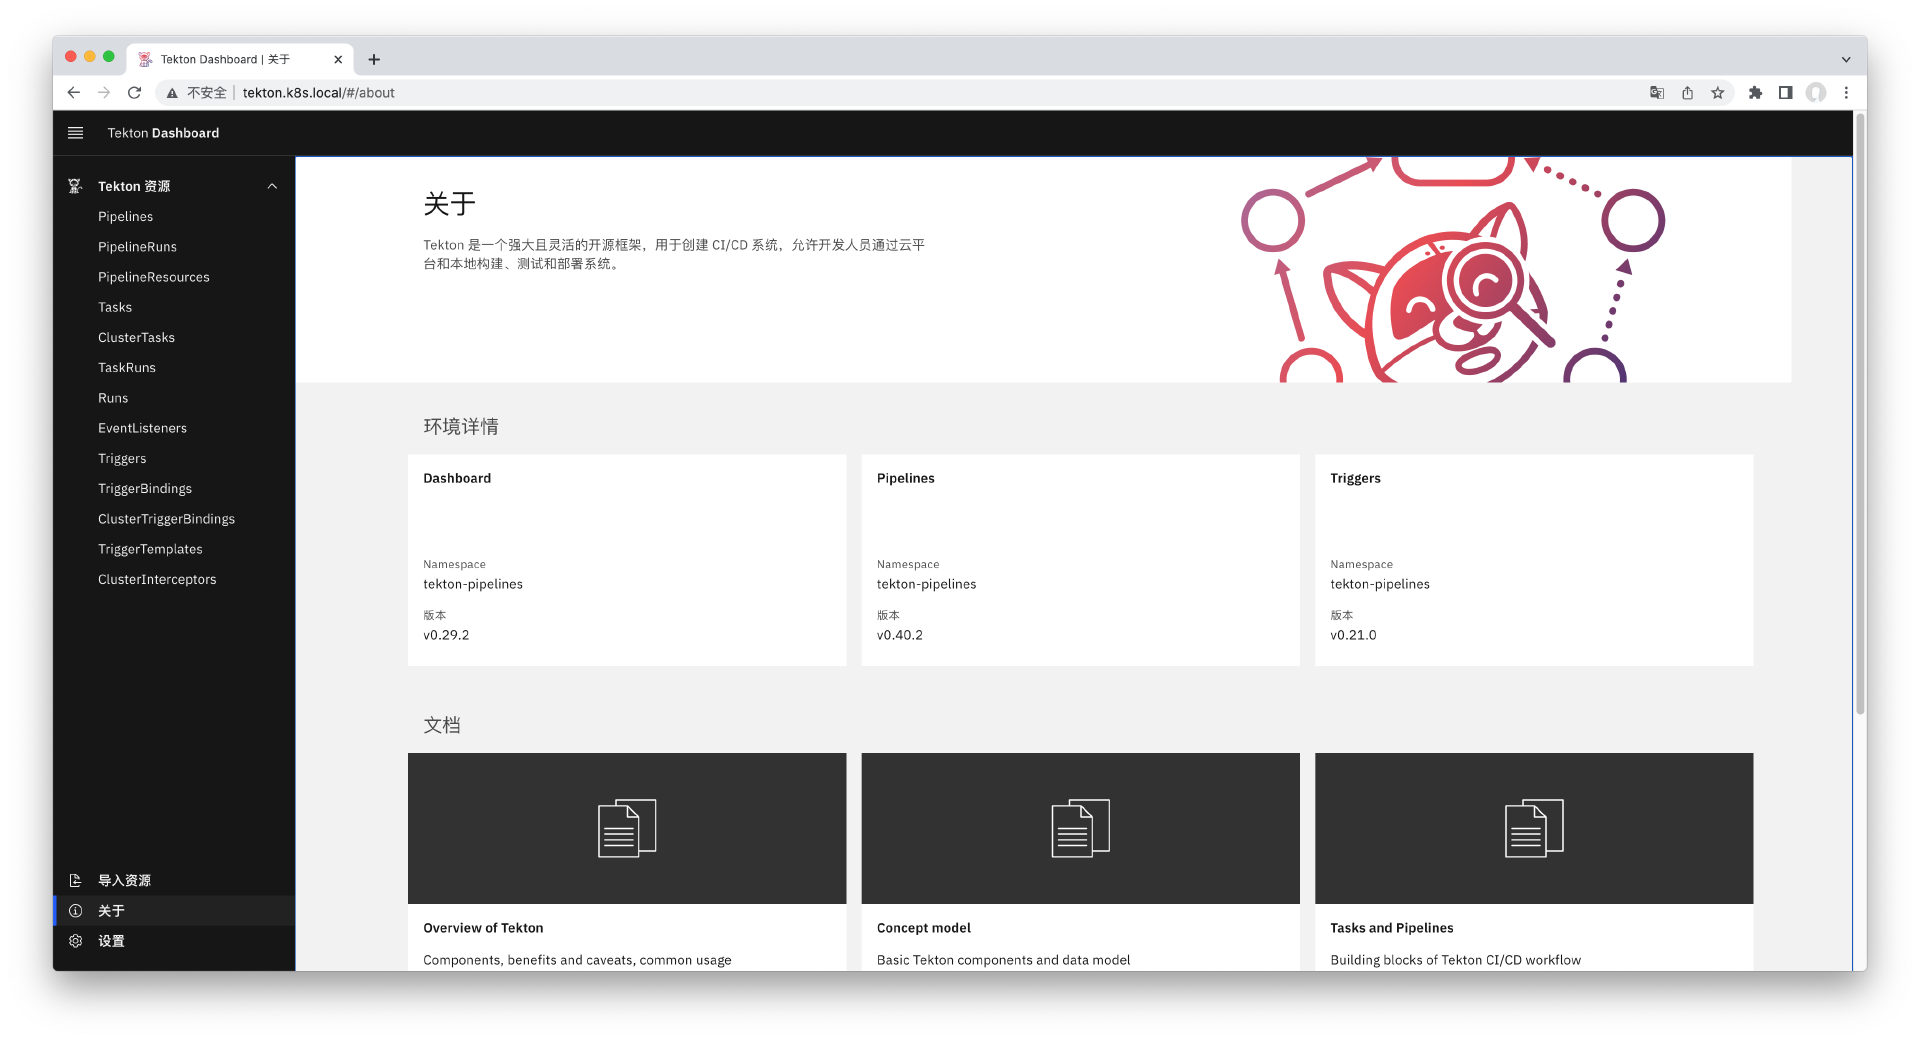 Tekton Dashboard | 关于
不安全
tekton.k8s.local/#/about
Tekton Dashboard
Tekton 资源
Pipelines
PipelineRuns
PipelineResources
Tasks
ClusterTasks
TaskRuns
Runs
EventListeners
Triggers
TriggerBindings
ClusterTriggerBindings
TriggerTemplates
ClusterInterceptors
导入资源
关于
设置
关于
Tekton 是一个强大且灵活的开源框架，用于创建 CI/CD 系统，允许开发人员通过云平
台和本地构建、测试和部署系统。
环境详情
Dashboard
Namespace
tekton-pipelines
版本
v0.29.2
Pipelines
Namespace
tekton-pipelines
版本
v0.40.2
Triggers
Namespace
tekton-pipelines
版本
v0.21.0
文档
Overview of Tekton
Components, benefits and caveats, common usage
Concept model
Basic Tekton components and data model
Tasks and Pipelines
Building blocks of Tekton CI/CD workflow